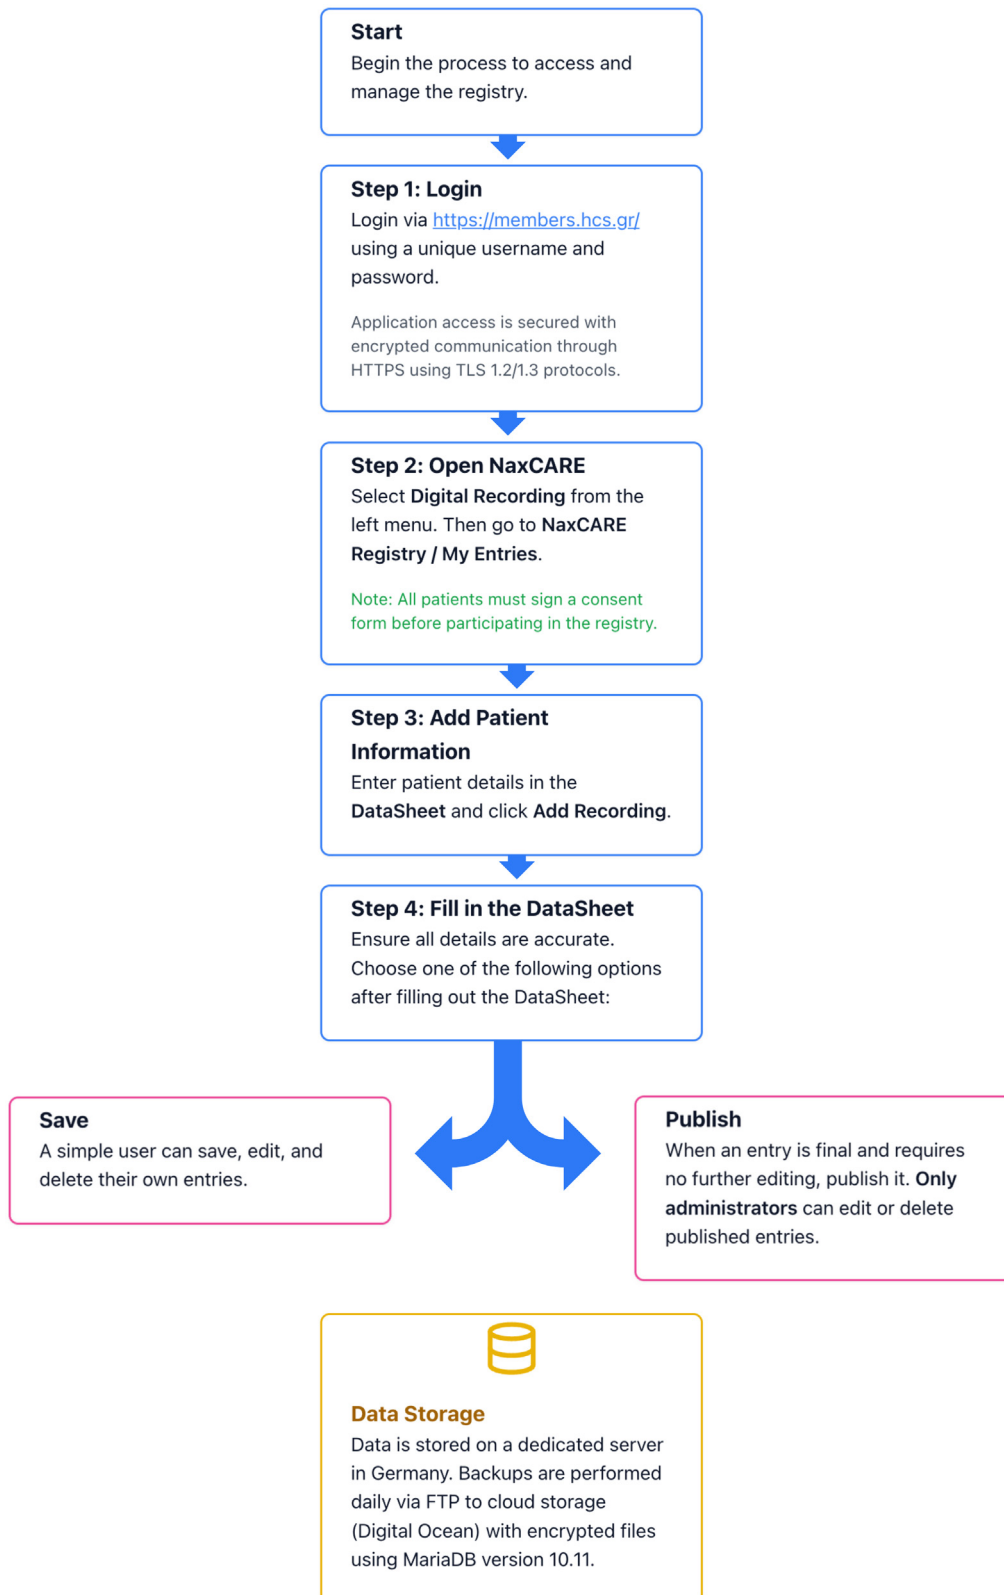 Start
Begin the process to access and
manage the registry.
Step 1: Login
Login via https://members.hcs.gr/
using a unique username and
password.
Application access is secured with
encrypted communication through
HTTPS using TLS 1.2/1.3 protocols.
Step 2: Open NaxCARE
Select Digital Recording from the
left menu. Then go to NaxCARE
Registry / My Entries.
Note: All patients must sign a consent
form before participating in the registry.
Step 3: Add Patient
Information
Enter patient details in the
DataSheet and click Add Recording.
Step 4: Fill in the DataSheet
Ensure all details are accurate.
Choose one of the following options
after filling out the DataSheet:
Save
A simple user can save, edit, and
delete their own entries.
Publish
When an entry is final and requires
no further editing, publish it. Only
administrators can edit or delete
published entries.
Data Storage
Data is stored on a dedicated server
in Germany. Backups are performed
daily via FTP to cloud storage
(Digital Ocean) with encrypted files
using MariaDB version 10.11.